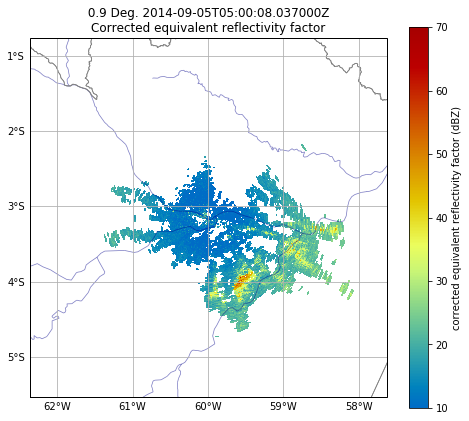 0.9 Deg. 2014-09-05T05:00:08.037000Z
Corrected equivalent reflectivity factor
1°S
2°S
3°S
4°S
5°S
62°W 61°W 60°W 59°W 58°W
70
60
50
40
30
20
10
corrected equivalent reflectivity factor (dBZ)